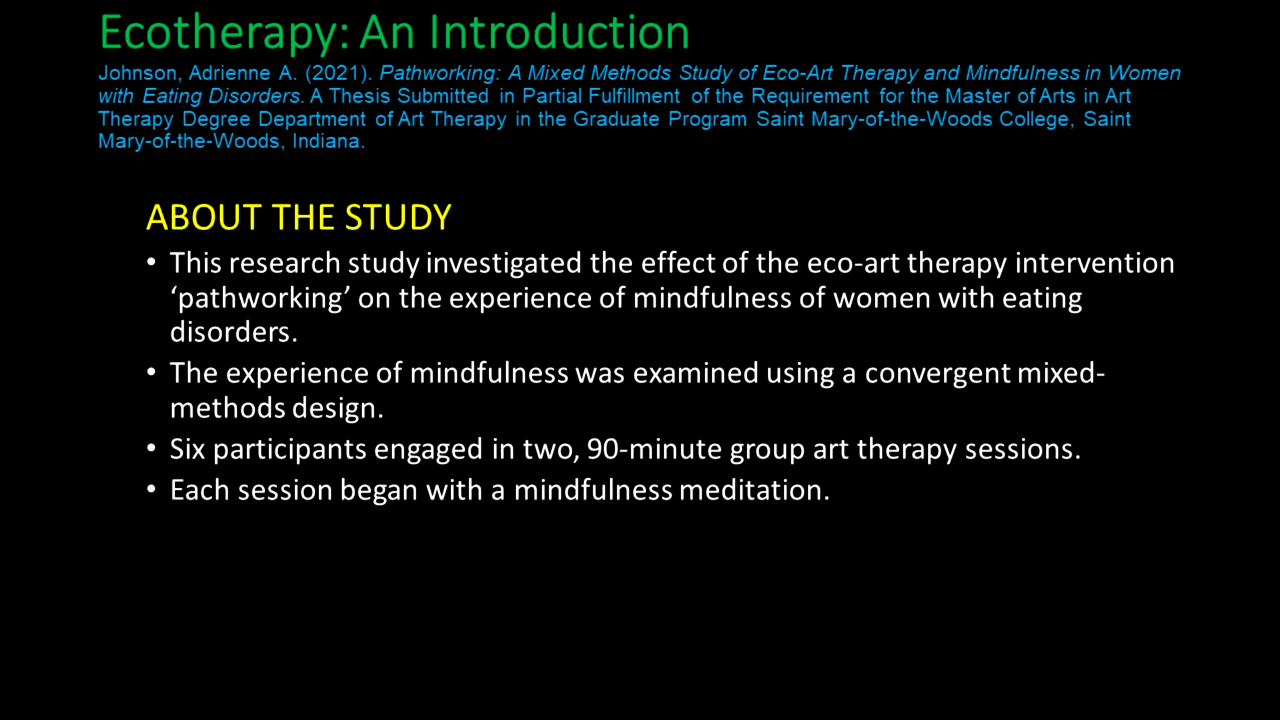 Ecotherapy: An Introduction
Johnson, Adrienne A. (2021). Pathworking: A Mixed Methods Study of Eco-Art Therapy and Mindfulness in Women
with Eating Disorders. A Thesis Submitted in Partial Fulfillment of the Requirement for the Master of Arts in Art
Therapy Degree Department of Art Therapy in the Graduate Program Saint Mary-of-the-Woods College, Saint
Mary-of-the-Woods, Indiana.
ABOUT THE STUDY
• This research study investigated the effect of the eco-art therapy intervention
‘pathworking’ on the experience of mindfulness of women with eating
disorders.
• The experience of mindfulness was examined using a convergent mixed-
methods design.
• Six participants engaged in two, 90-minute group art therapy sessions.
• Each session began with a mindfulness meditation.